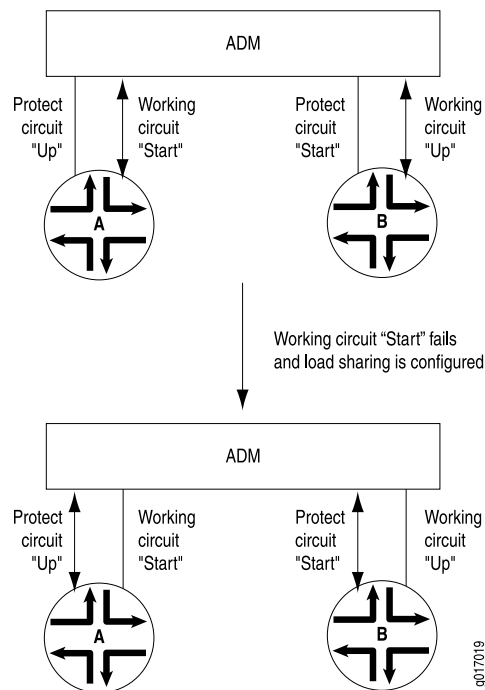 ADM
Protect
circuit
"Up"
Working
circuit
"Start"
Protect
circuit
"Start"
Working
circuit
"Up"
A
B
Working circuit “Start” fails
and load sharing is configured
ADM
Protect
circuit
"Up"
Working
circuit
"Start"
Protect
circuit
"Start"
Working
circuit
"Up"
A
B
g017019